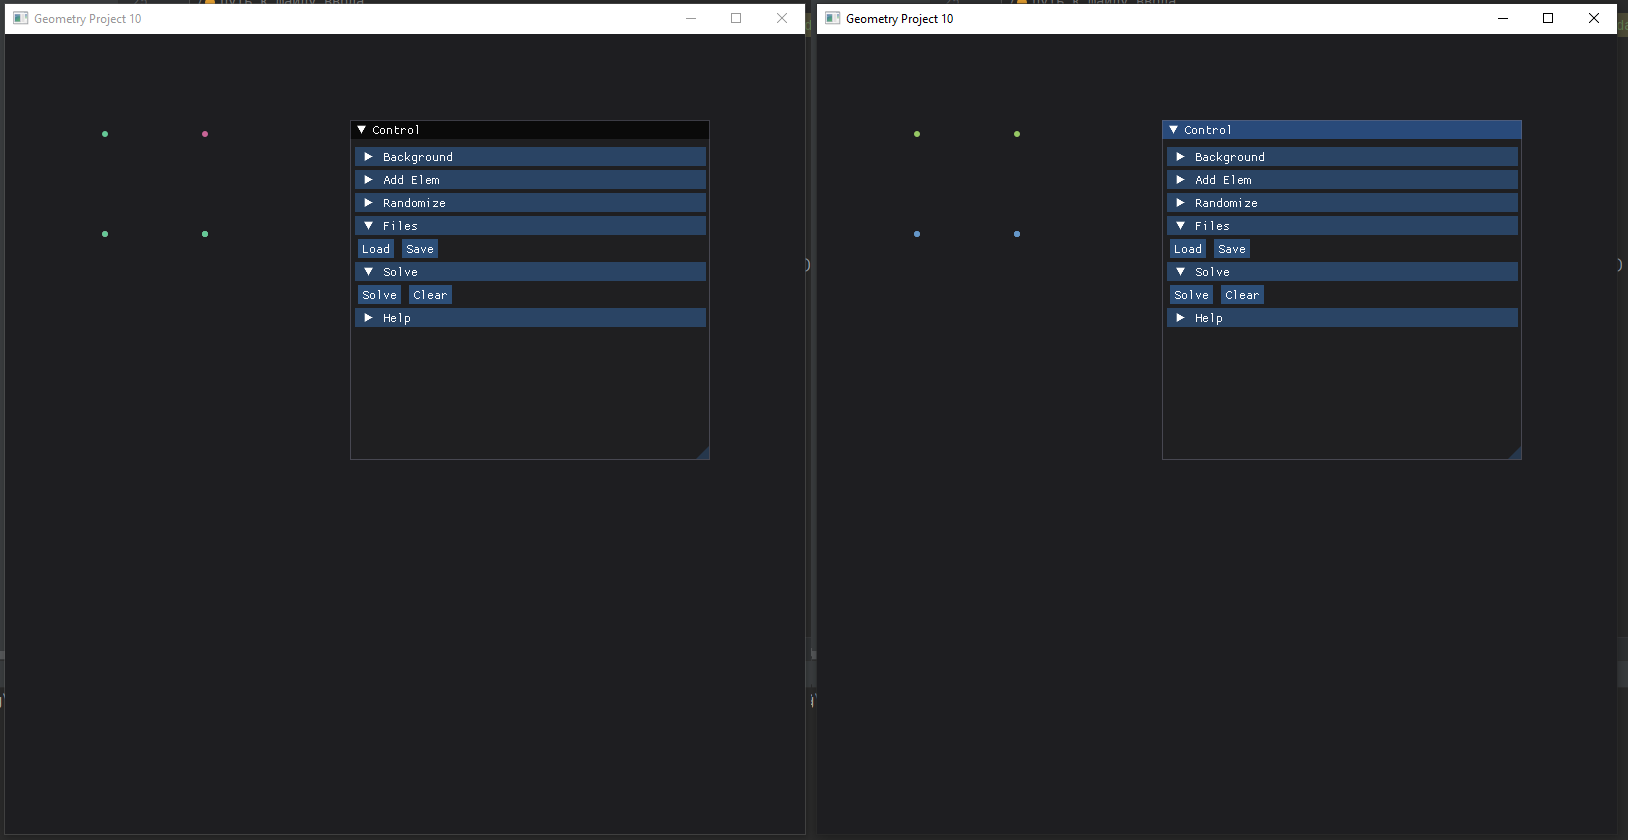 Geometry Project 10
Control
Background
Add Elem
Randomize
Files
Load Save
Solve
Solve Clear
Help
Geometry Project 10
Control
Background
Add Elem
Randomize
Files
Load Save
Solve
Solve Clear
Help